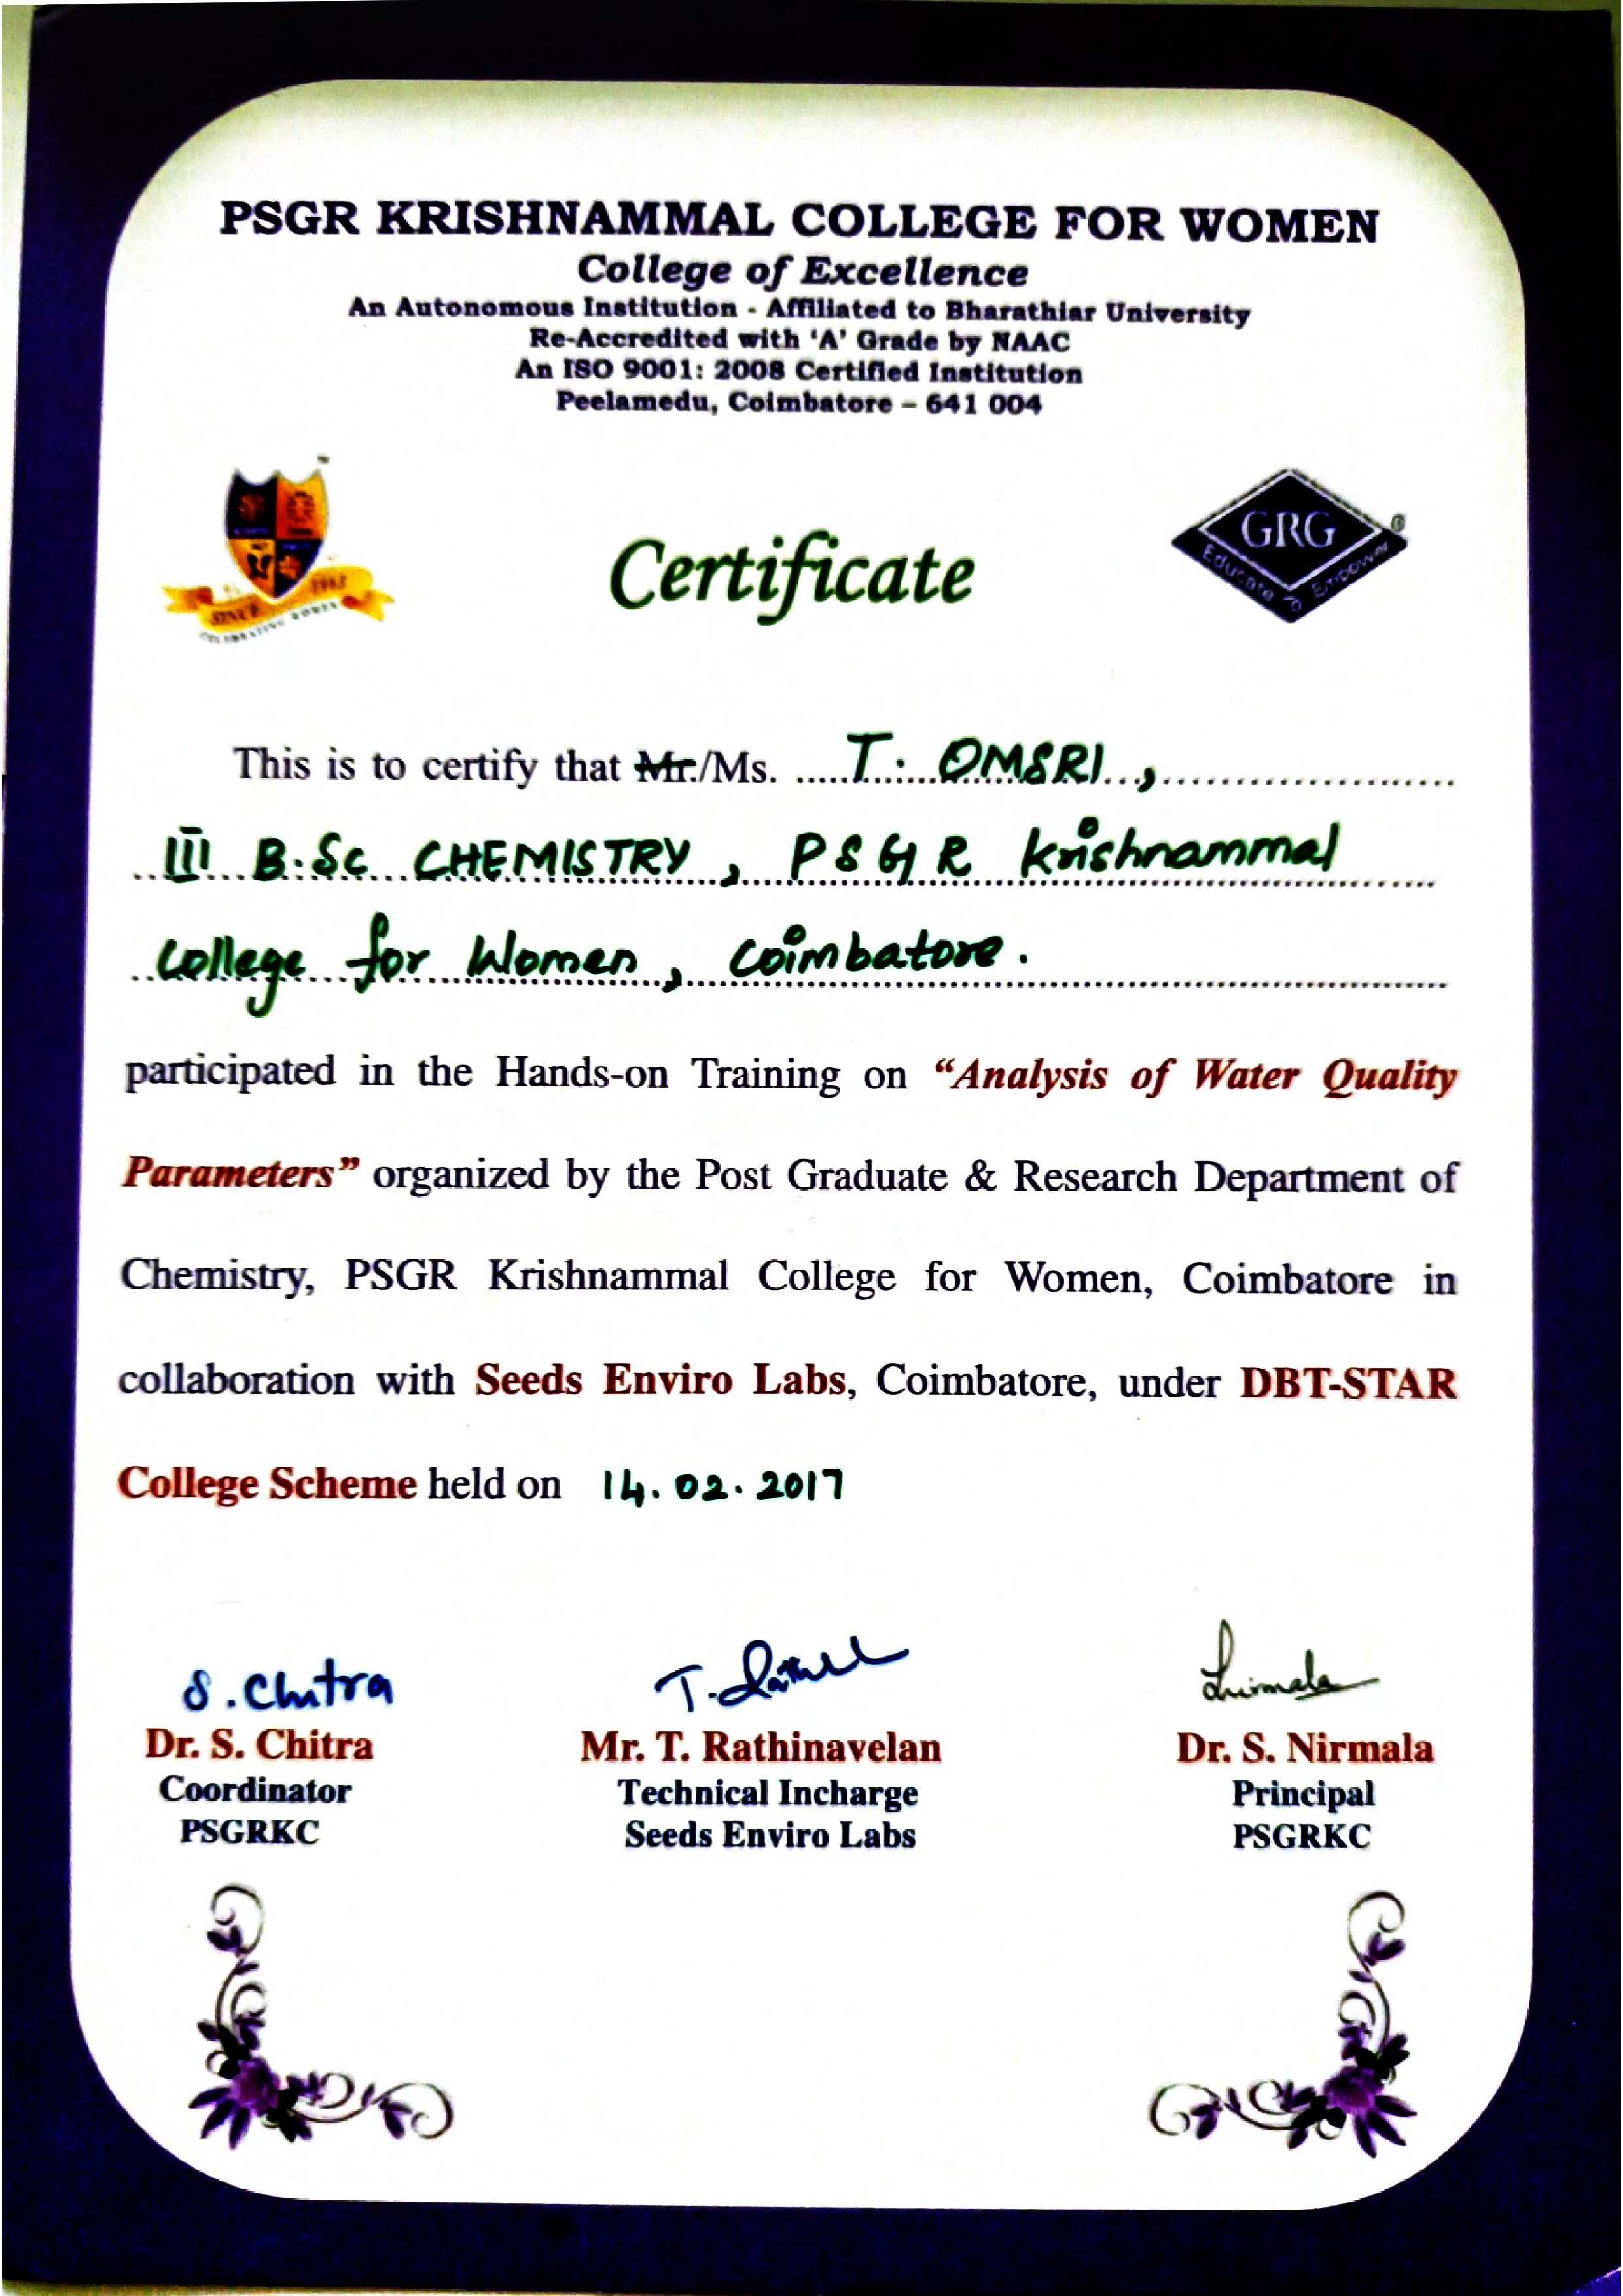 PSGR KRISHNAMMAL COLLEGE FOR WOMEN
College of Excellence
An Autonomous Institution - Affiliated to Bharathiar University
Re-Accredited with 'A' Grade by NAAC
An ISO 9001: 2008 Certified Institution
Peelamedu, Coimbatore – 641 004
SINCE 1963
CELEBRATING WOMEN
GRG
Educate to Empower
Certificate
This is to certify that Mr./Ms. T. OMSRI,
III B.Sc CHEMISTRY, PSGR Krishnammal
College for Women, Coimbatore.
participated in the Hands-on Training on “Analysis of Water Quality
Parameters” organized by the Post Graduate & Research Department of
Chemistry, PSGR Krishnammal College for Women, Coimbatore in
collaboration with Seeds Enviro Labs, Coimbatore, under DBT-STAR
College Scheme held on 14.02.2017
S. Chitra
Nirmala
Dr. S. Chitra Mr. T. Rathinavelan Dr. S. Nirmala
Coordinator Technical Incharge Principal
PSGRKC Seeds Enviro Labs PSGRKC